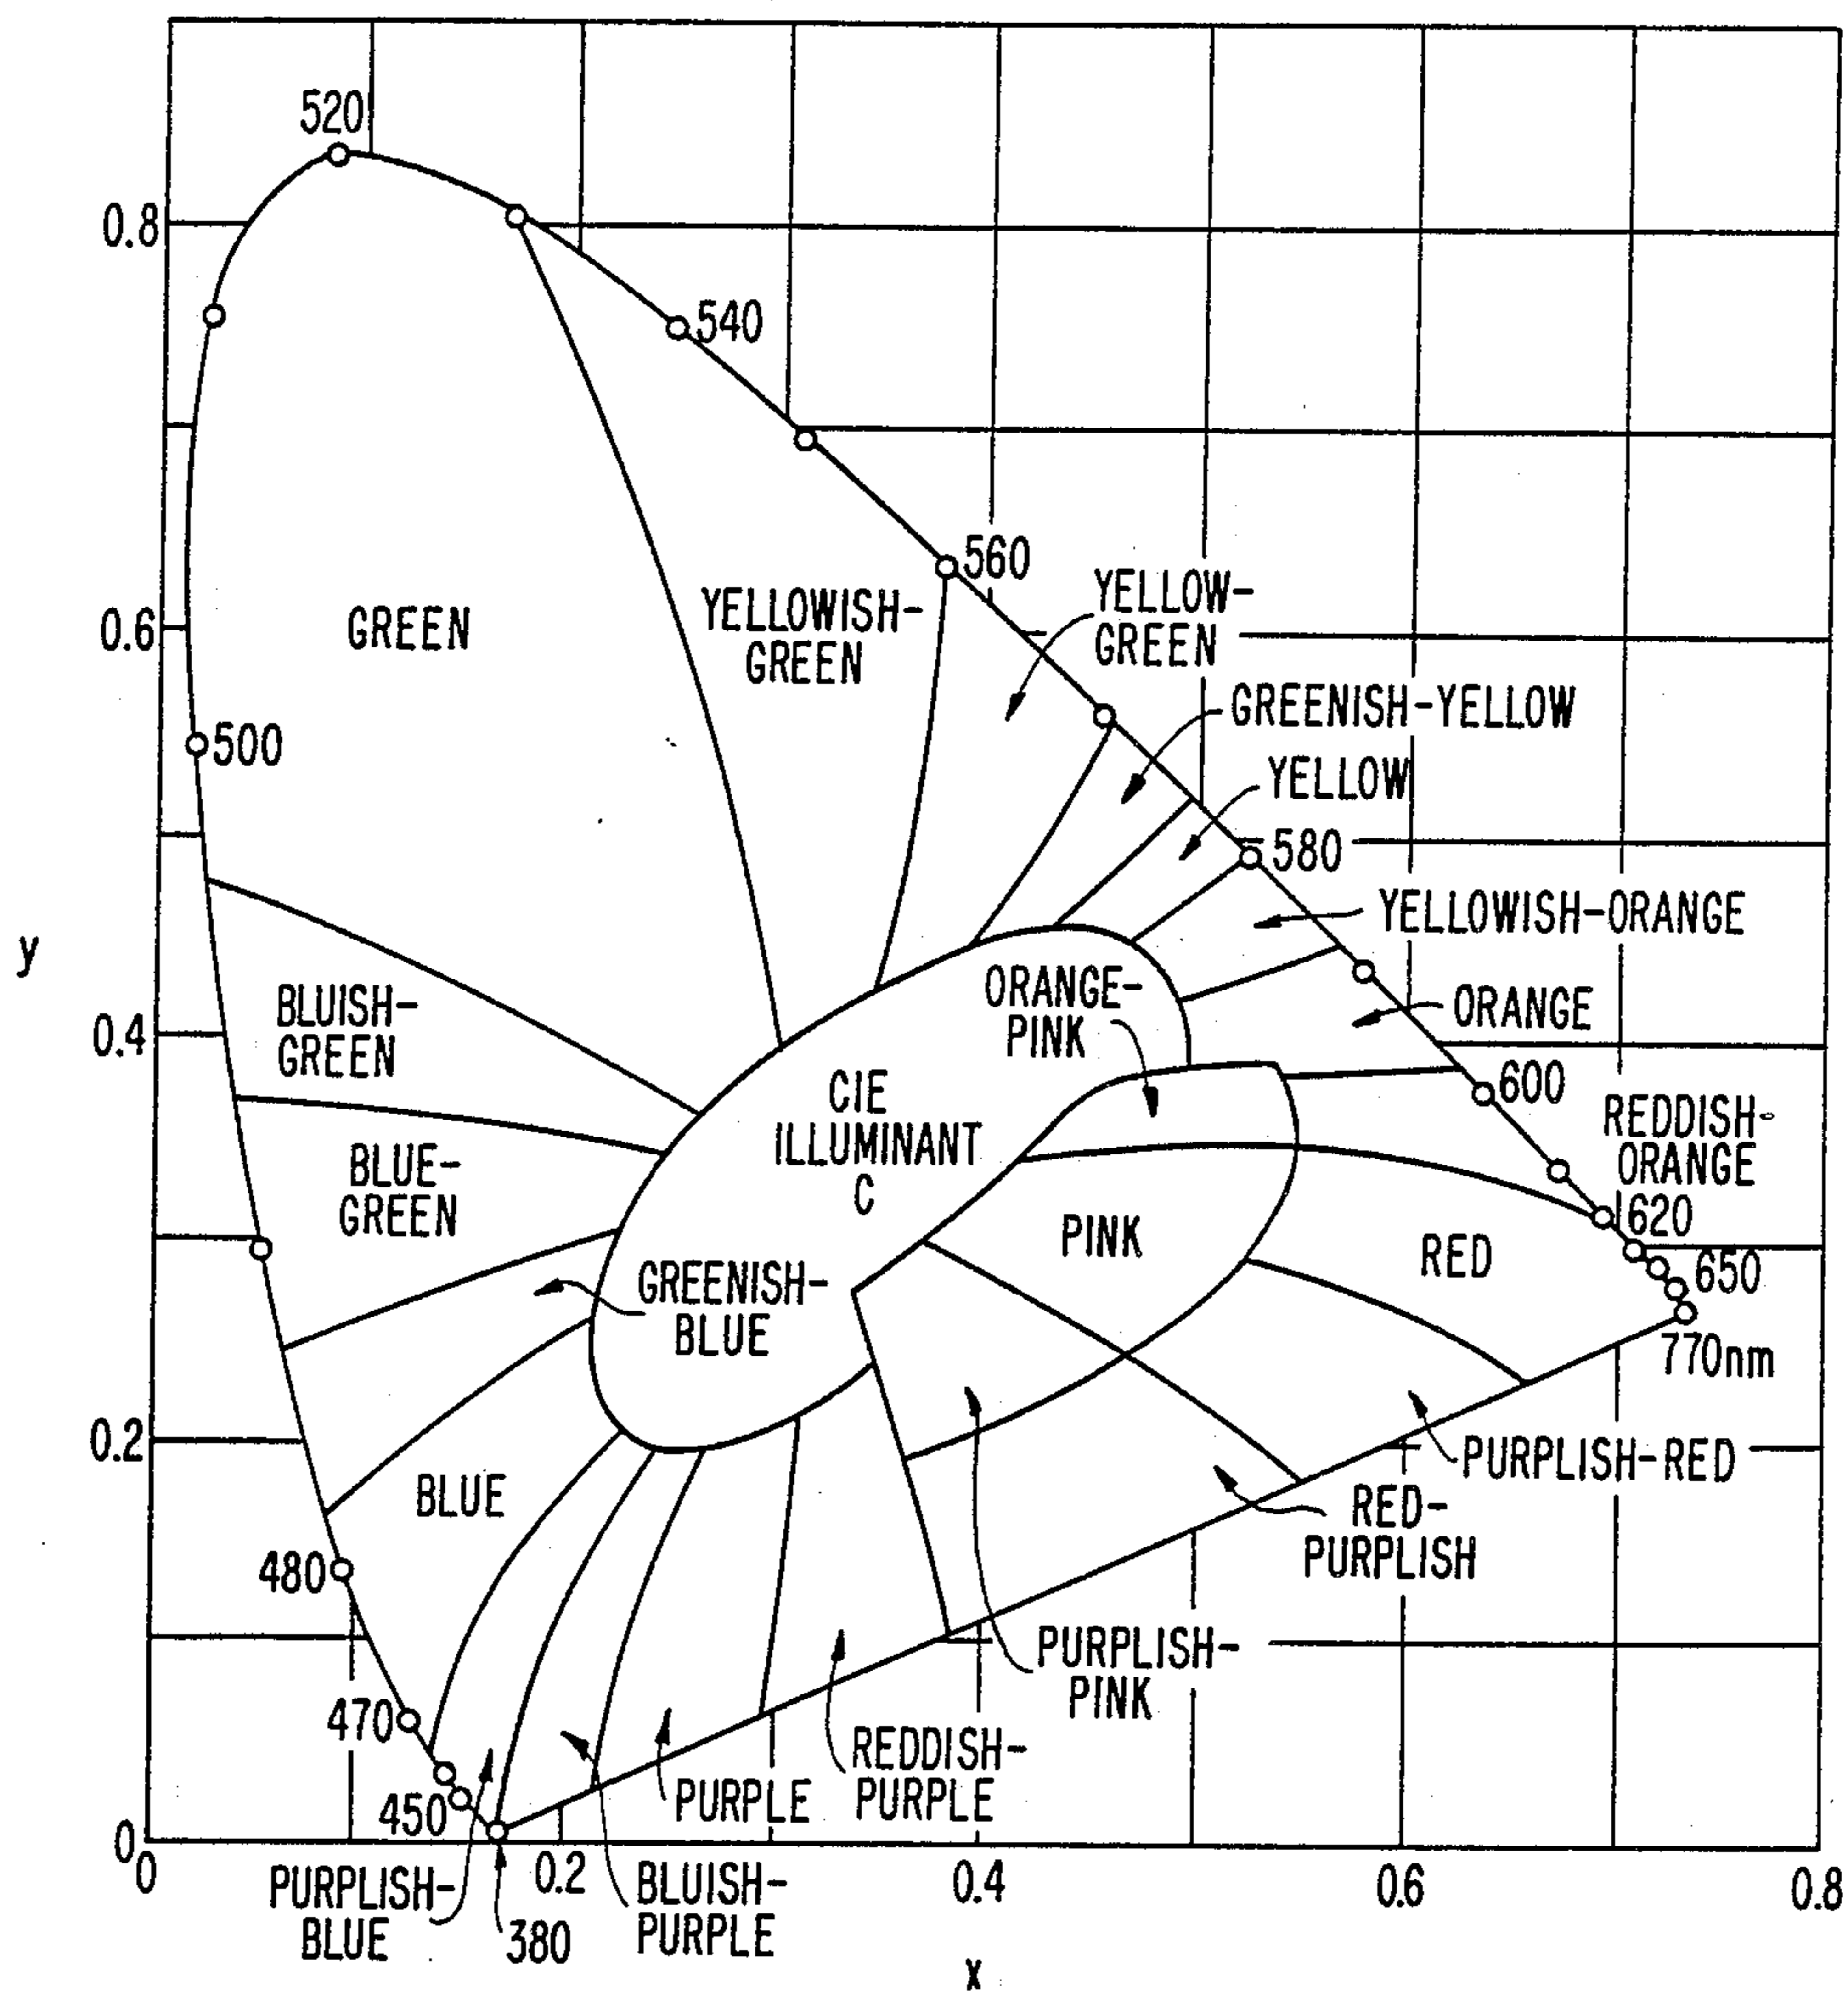 520
0.8
540
560
YELLOWISH-
GREEN
GREEN
0.6
YELLOW-
GREEN
GREENISH-YELLOW
500
YELLOW
580
YELLOWISH-ORANGE
y
ORANGE-
PINK
BLUISH-
GREEN
ORANGE
0.4
CIE
ILLUMINANT
C
600
REDDISH-
ORANGE
BLUE-
GREEN
PINK
620
RED
650
GREENISH-
BLUE
770nm
0.2
PURPLISH-RED
BLUE
RED-
PURPLISH
480
PURPLISH-
PINK
470
REDDISH-
PURPLE
PURPLE
450
0
0
0.2
0.4
0.6
0.8
PURPLISH-
BLUE
380
BLUISH-
PURPLE
x